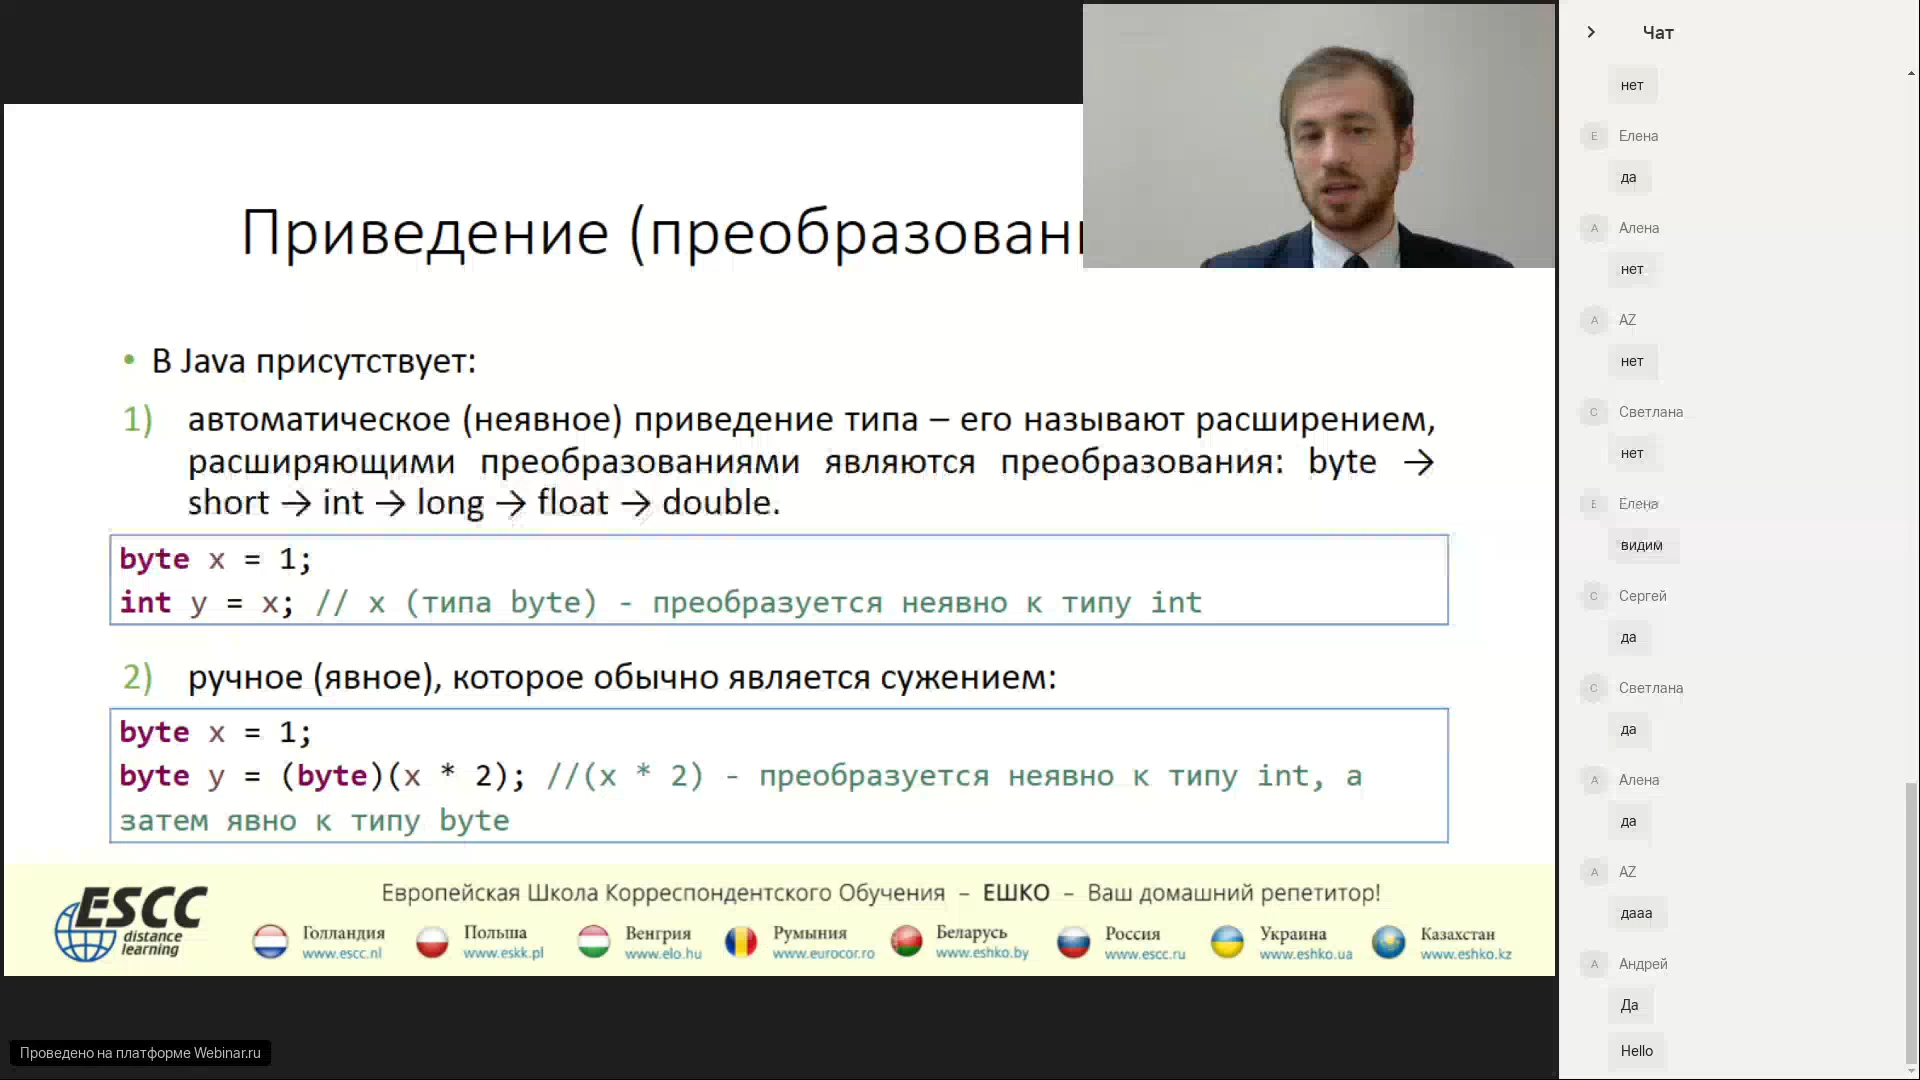 Приведение (преобразован
• В Java присутствует:
1) автоматическое (неявное) приведение типа – его называют расширением,
расширяющими преобразованиями являются преобразования: byte →
short → int → long → float → double.
byte x = 1;
int y = x; // x (типа byte) - преобразуется неявно к типу int
2) ручное (явное), которое обычно является сужением:
byte x = 1;
byte y = (byte)(x * 2); //(x * 2) - преобразуется неявно к типу int, а
затем явно к типу byte
ESCC
distance
learning
Европейская Школа Корреспондентского Обучения – ЕШКО – Ваш домашний репетитор!
Голландия
www.escc.nl
Польша
www.eskk.pl
Венгрия
www.elo.hu
Румыния
www.eurocor.ro
Беларусь
www.eshko.by
Россия
www.escc.ru
Украина
www.eshko.ua
Казахстан
www.eshko.kz
Проведено на платформе Webinar.ru
Чат
нет
Е Елена
да
А Алена
нет
A AZ
нет
С Светлана
нет
Е Елена
видим
С Сергей
да
С Светлана
да
А Алена
да
A AZ
дааа
А Андрей
Да
Hello